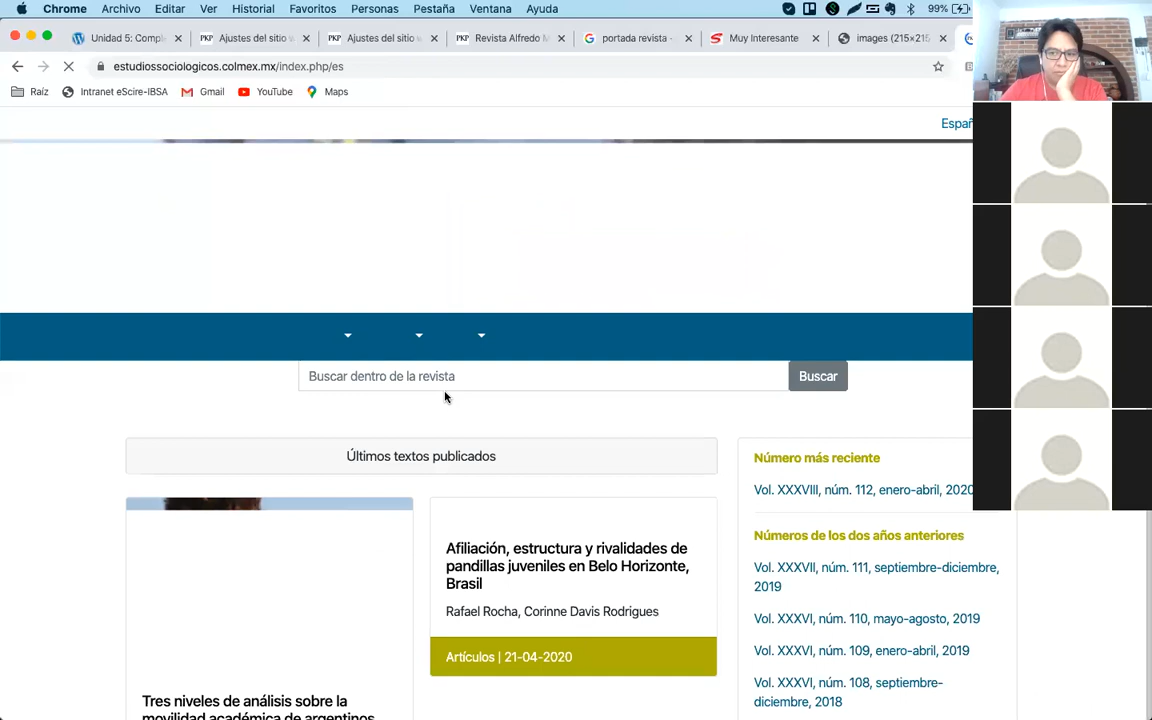 Chrome Archivo Editar Ver Historial Favoritos Personas Pestaña Ventana Ayuda 99%
Unidad 5: Compl Ajustes del sitio w Ajustes del sitio w Revista Alfredo M portada revista - Muy Interesante images (215×215
estudiossociologicos.colmex.mx/index.php/es
Raíz Intranet eScire-IBSA Gmail YouTube Maps
Españ
Buscar dentro de la revista Buscar
Últimos textos publicados
Afiliación, estructura y rivalidades de
pandillas juveniles en Belo Horizonte,
Brasil
Rafael Rocha, Corinne Davis Rodrigues
Artículos | 21-04-2020
Tres niveles de análisis sobre la
movilidad académica de argentinos
Número más reciente
Vol. XXXVIII, núm. 112, enero-abril, 2020
Números de los dos años anteriores
Vol. XXXVII, núm. 111, septiembre-diciembre,
2019
Vol. XXXVI, núm. 110, mayo-agosto, 2019
Vol. XXXVI, núm. 109, enero-abril, 2019
Vol. XXXVI, núm. 108, septiembre-
diciembre, 2018